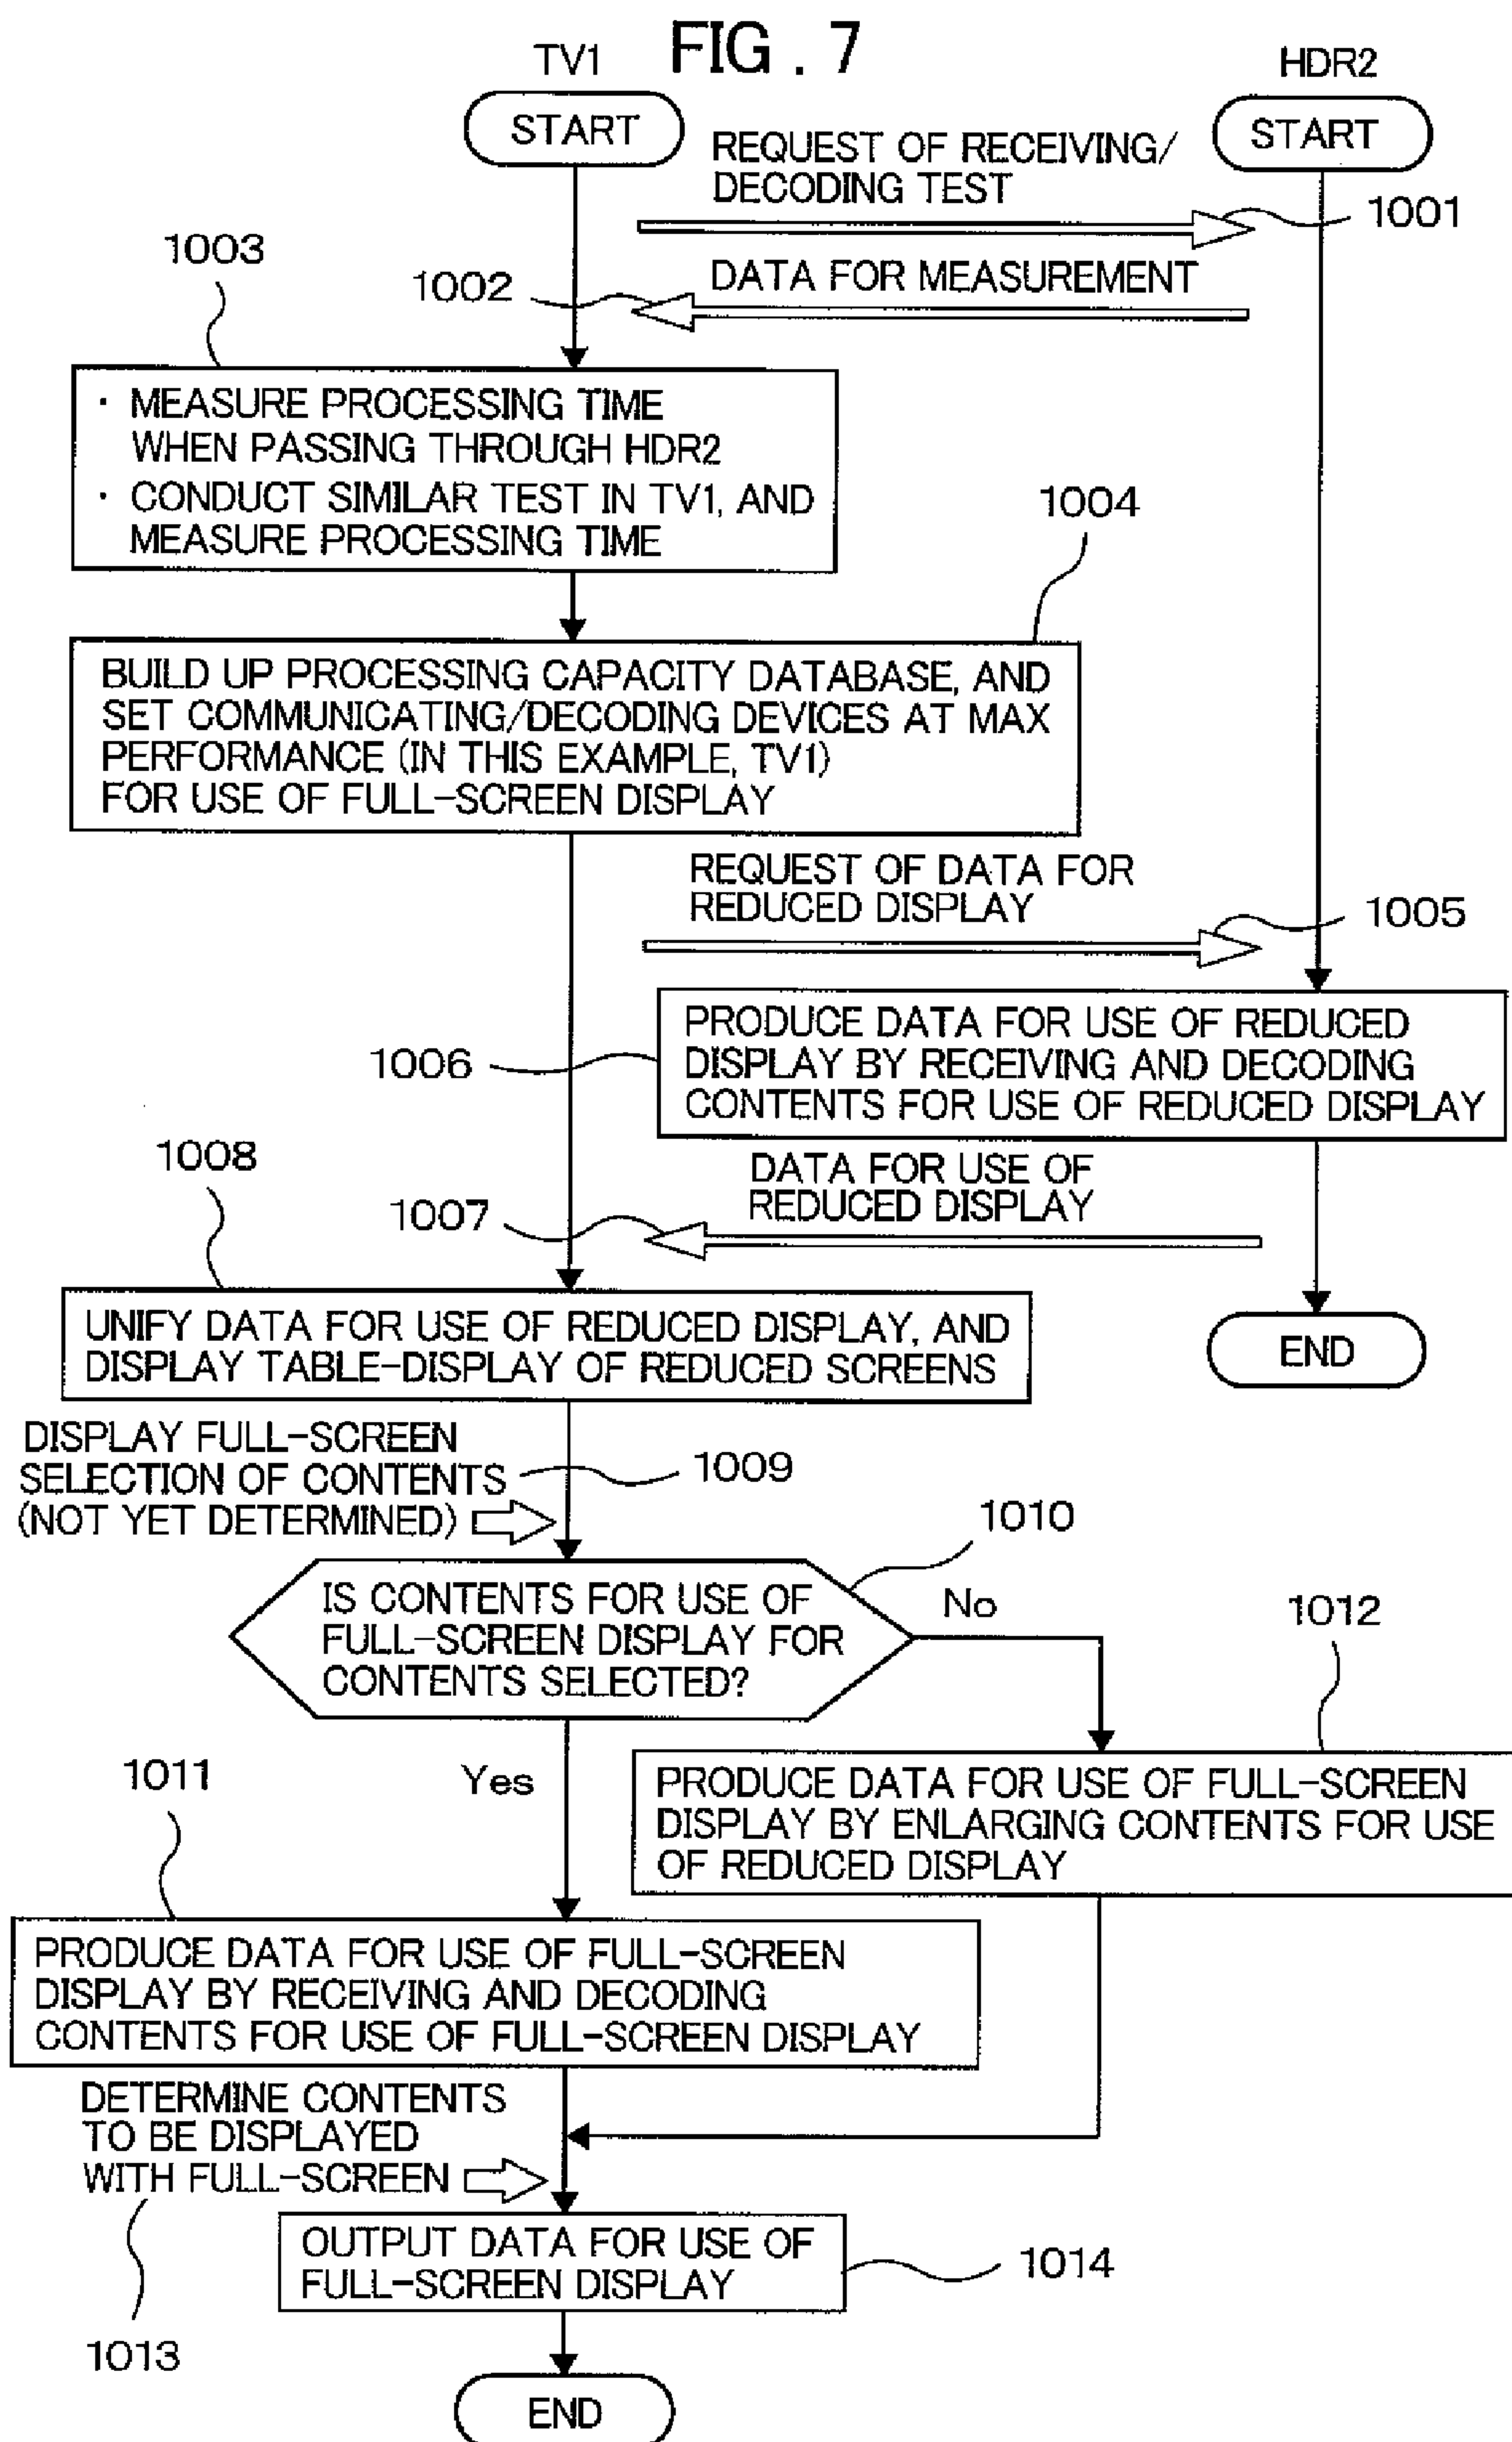 FIG . 7
TV1
HDR2
START
START
REQUEST OF RECEIVING/
DECODING TEST
1001
1003
1002
DATA FOR MEASUREMENT
· MEASURE PROCESSING TIME
WHEN PASSING THROUGH HDR2
· CONDUCT SIMILAR TEST IN TV1, AND
MEASURE PROCESSING TIME
1004
BUILD UP PROCESSING CAPACITY DATABASE, AND
SET COMMUNICATING/DECODING DEVICES AT MAX
PERFORMANCE (IN THIS EXAMPLE, TV1)
FOR USE OF FULL-SCREEN DISPLAY
REQUEST OF DATA FOR
REDUCED DISPLAY
1005
1006
PRODUCE DATA FOR USE OF REDUCED
DISPLAY BY RECEIVING AND DECODING
CONTENTS FOR USE OF REDUCED DISPLAY
1008
1007
DATA FOR USE OF
REDUCED DISPLAY
UNIFY DATA FOR USE OF REDUCED DISPLAY, AND
DISPLAY TABLE-DISPLAY OF REDUCED SCREENS
END
DISPLAY FULL-SCREEN
SELECTION OF CONTENTS
(NOT YET DETERMINED)
1009
1010
IS CONTENTS FOR USE OF
FULL-SCREEN DISPLAY FOR
CONTENTS SELECTED?
No
1012
Yes
1011
PRODUCE DATA FOR USE OF FULL-SCREEN
DISPLAY BY ENLARGING CONTENTS FOR USE
OF REDUCED DISPLAY
PRODUCE DATA FOR USE OF FULL-SCREEN
DISPLAY BY RECEIVING AND DECODING
CONTENTS FOR USE OF FULL-SCREEN DISPLAY
DETERMINE CONTENTS
TO BE DISPLAYED
WITH FULL-SCREEN
1013
OUTPUT DATA FOR USE OF
FULL-SCREEN DISPLAY
1014
END